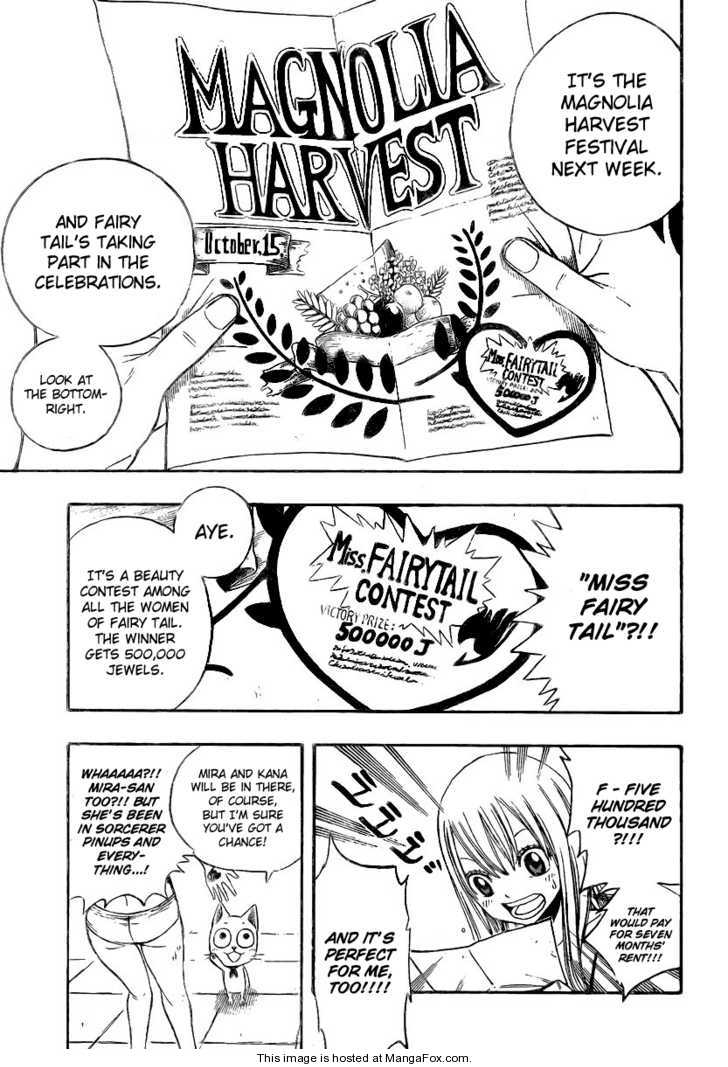 IT'S THE
MAGNOLIA
HARVEST
FESTIVAL
NEXT WEEK.
MAGNOLIA
HARVEST
October.15.
AND FAIRY
TAIL'S TAKING
PART IN THE
CELEBRATIONS.
LOOK AT
THE BOTTOM-
RIGHT.
Miss.FAIRYTAIL
CONTEST
VICTORY PRIZE:
500000 J
"MISS
FAIRY
TAIL"?!!
Miss.FAIRYTAIL
CONTEST
VICTORY PRIZE:
500000 J
AYE.
IT'S A BEAUTY
CONTEST AMONG
ALL THE WOMEN
OF FAIRY TAIL.
THE WINNER
GETS 500,000
JEWELS.
F - FIVE
HUNDRED
THOUSAND
?!!!
THAT
WOULD PAY
FOR SEVEN
MONTHS'
RENT!!!
AND IT'S
PERFECT
FOR ME,
TOO!!!!
MIRA AND KANA
WILL BE IN THERE,
OF COURSE,
BUT I'M SURE
YOU'VE GOT A
CHANCE!
WHAAAAA?!!
MIRA-SAN
TOO?!! BUT
SHE'S BEEN
IN SORCERER
PINUPS AND
EVERY-
THING...!
This image is hosted at MangaFox.com.